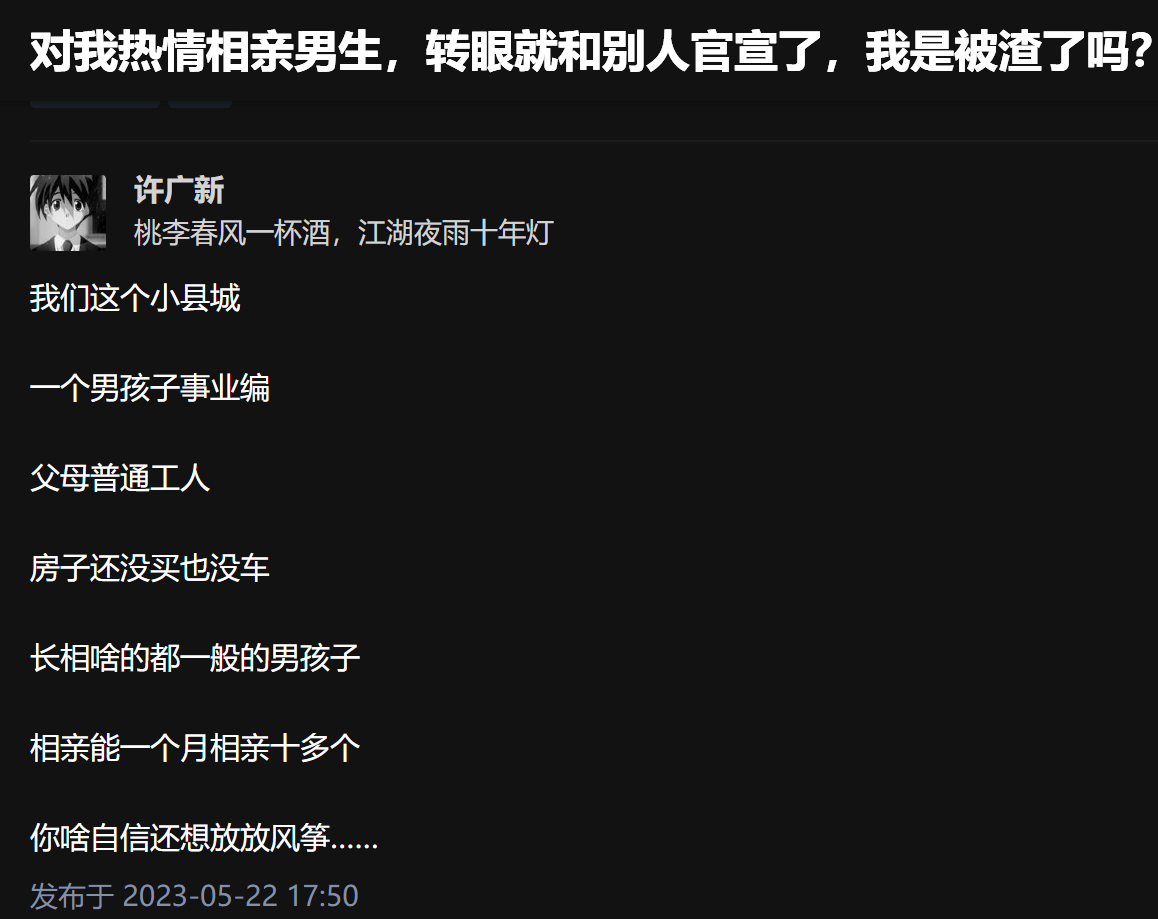 对我热情相亲男生，转眼就和别人官宣了，我是被渣了吗？
许广新
桃李春风一杯酒，江湖夜雨十年灯
我们这个小县城
一个男孩子事业编
父母普通工人
房子还没买也没车
长相啥的都一般的男孩子
相亲能一个月相亲十多个
你啥自信还想放放风筝……
发布于 2023-05-22 17:50